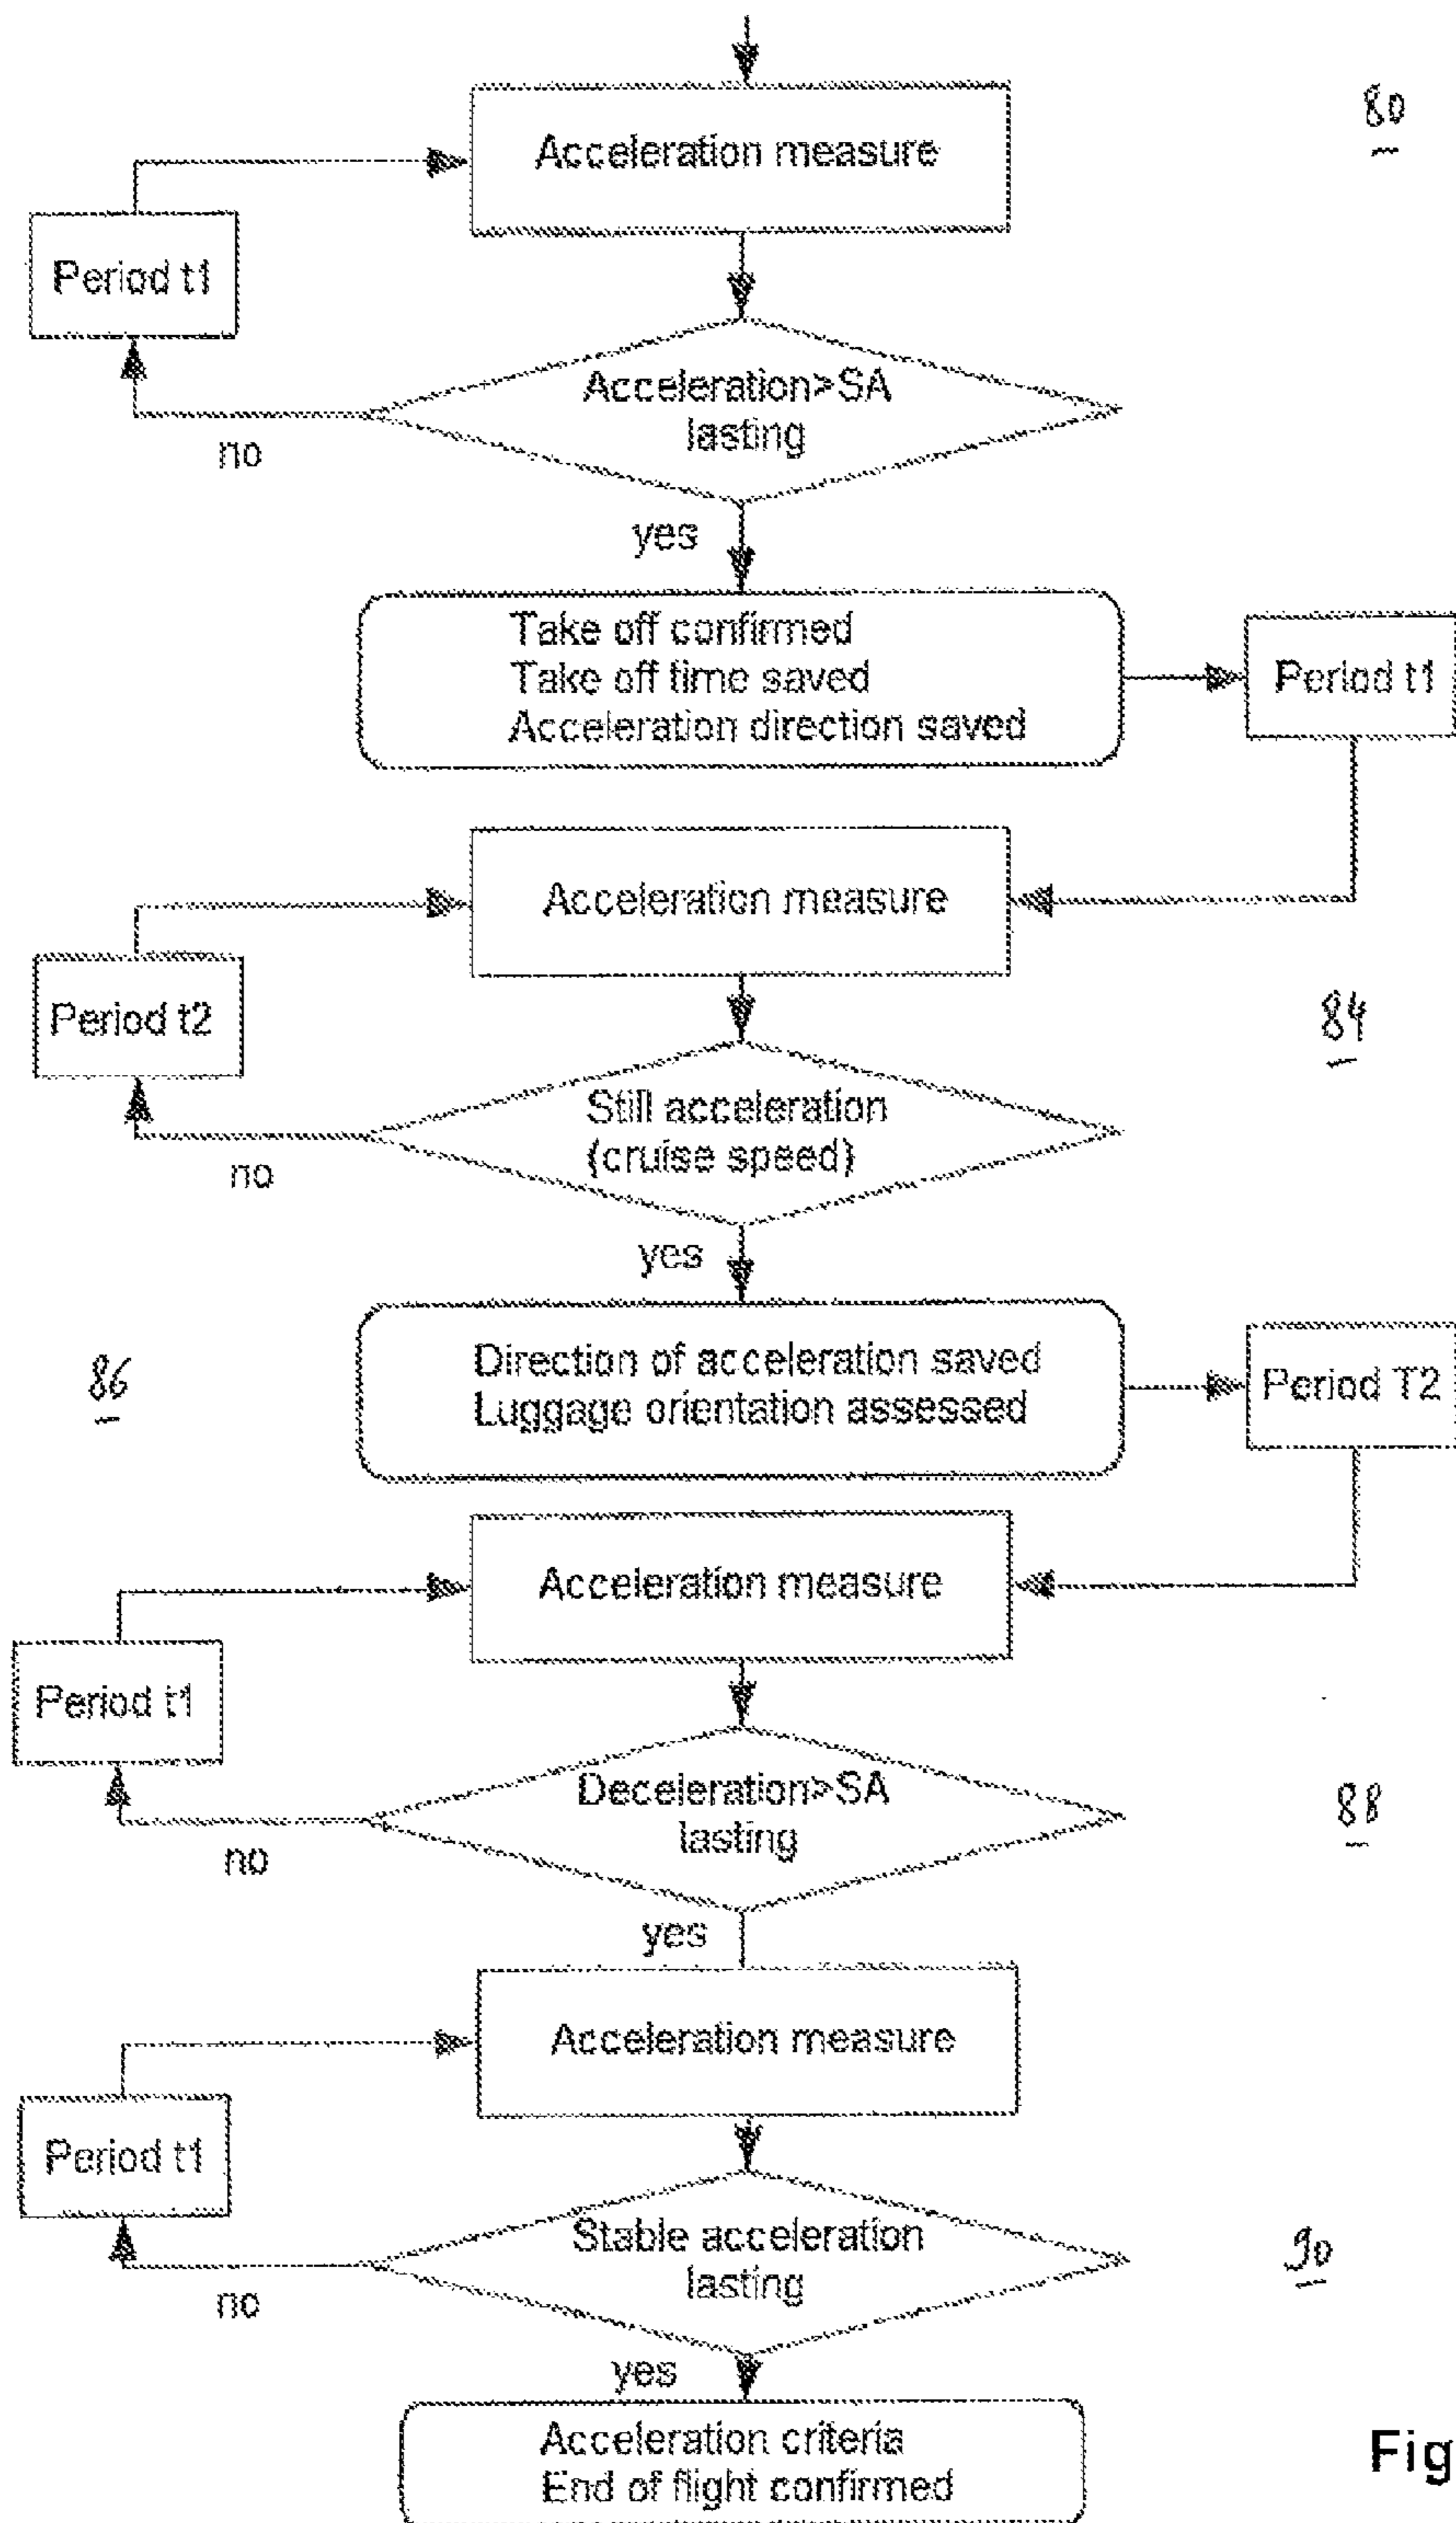 80
Acceleration measure
Period t1
Acceleration>SA
lasting
no
yes
Take off confirmed
Take off time saved
Acceleration direction saved
Period t1
Acceleration measure
Period t2
84
Still acceleration
(cruise speed)
no
yes
86
Direction of acceleration saved
Luggage orientation assessed
Period T2
Acceleration measure
Period t1
Deceleration>SA
lasting
88
no
yes
Acceleration measure
Period t1
Stable acceleration
lasting
90
no
yes
Acceleration criteria
End of flight confirmed
Fig